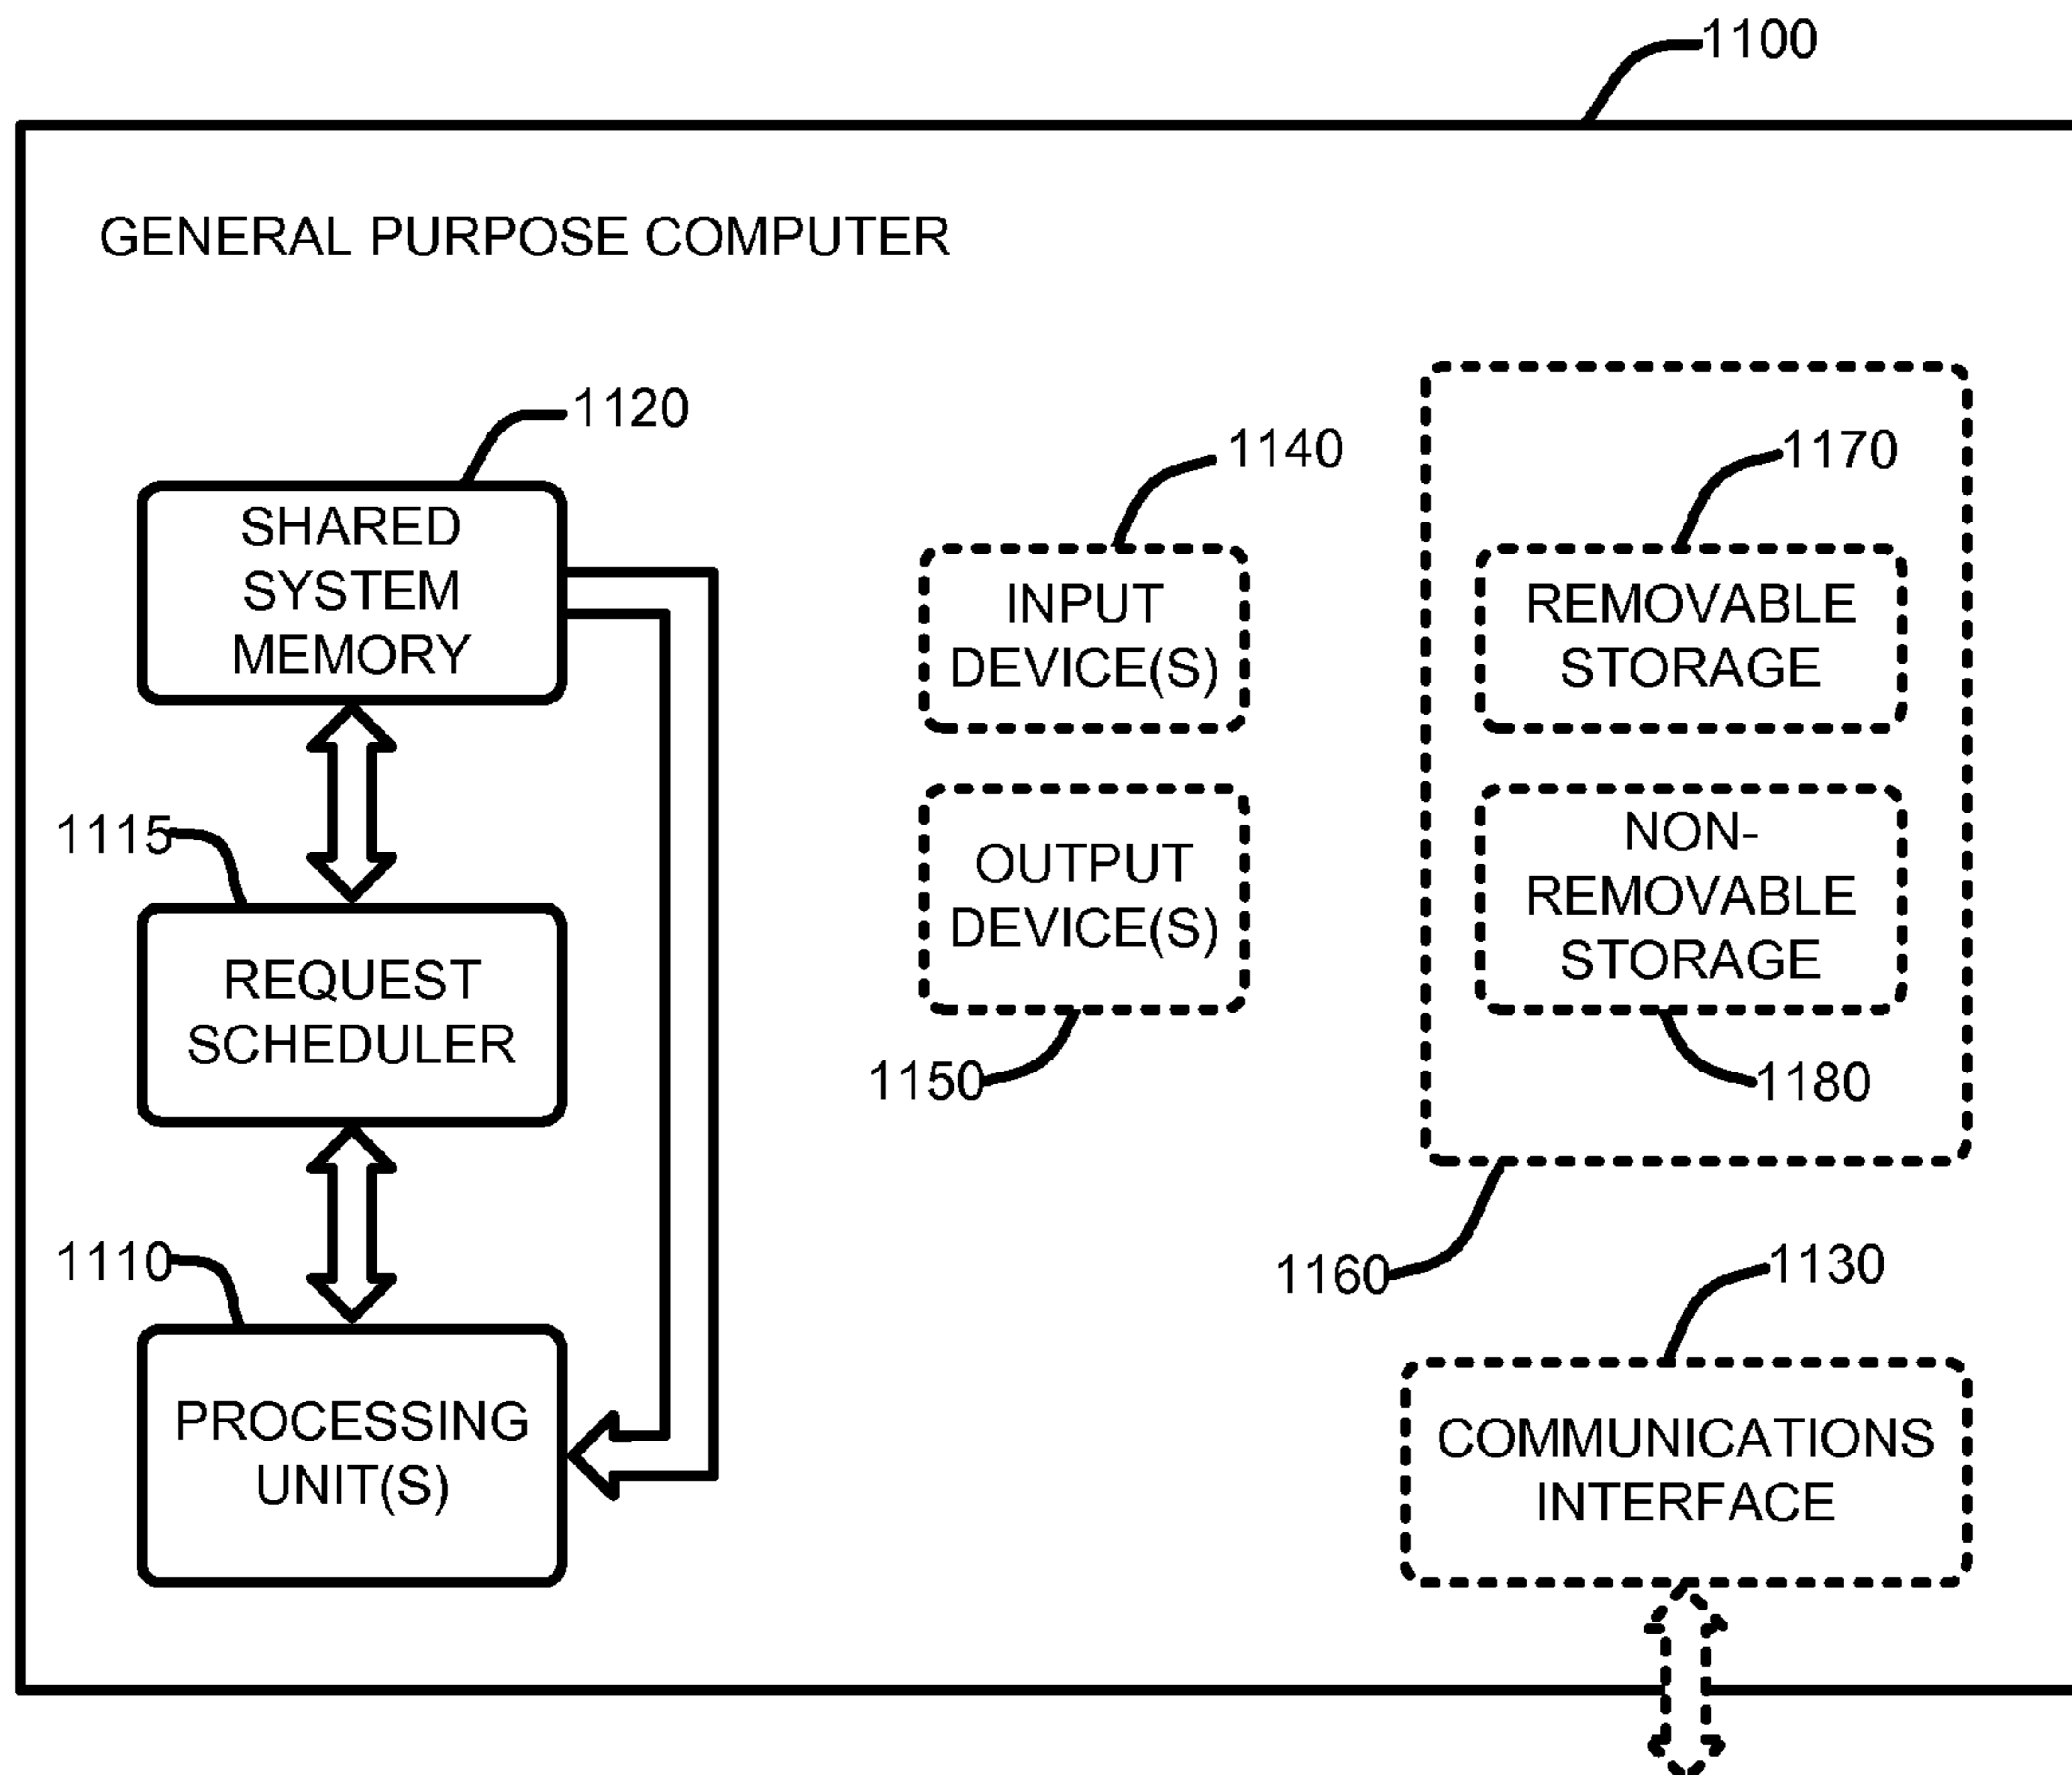 1100
GENERAL PURPOSE COMPUTER
1120
SHARED
SYSTEM
MEMORY
1115
REQUEST
SCHEDULER
1110
PROCESSING
UNIT(S)
1140
INPUT
DEVICE(S)
OUTPUT
DEVICE(S)
1150
1170
REMOVABLE
STORAGE
NON-
REMOVABLE
STORAGE
1180
1160
1130
COMMUNICATIONS
INTERFACE